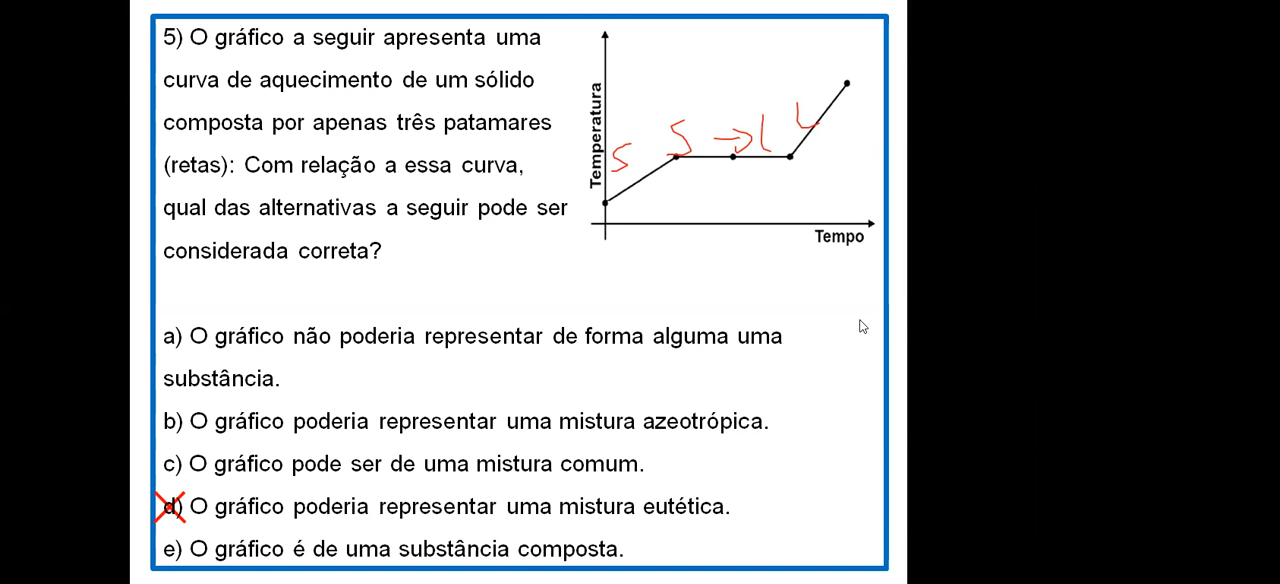 5) O gráfico a seguir apresenta uma
curva de aquecimento de um sólido
composta por apenas três patamares
(retas): Com relação a essa curva,
qual das alternativas a seguir pode ser
considerada correta?
Temperatura
S
S → L
L
Tempo
a) O gráfico não poderia representar de forma alguma uma
substância.
b) O gráfico poderia representar uma mistura azeotrópica.
c) O gráfico pode ser de uma mistura comum.
d) O gráfico poderia representar uma mistura eutética.
e) O gráfico é de uma substância composta.